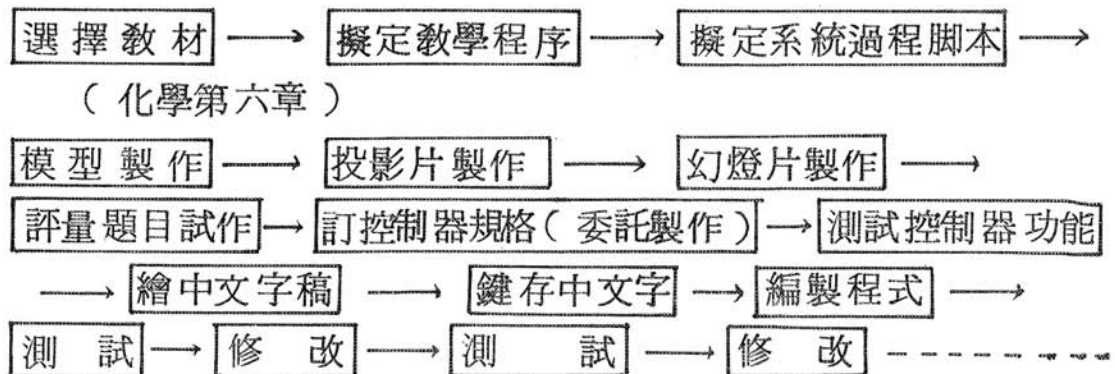 選擇教材 → 擬定教學程序 → 擬定系統過程脚本 →
（化學第六章）
模型製作 → 投影片製作 → 幻燈片製作 →
評量題目試作 → 訂控制器規格（委託製作） → 測試控制器功能
→ 繪中文字稿 → 鍵存中文字 → 編製程式 →
測試 → 修改 → 測試 → 修改 --------